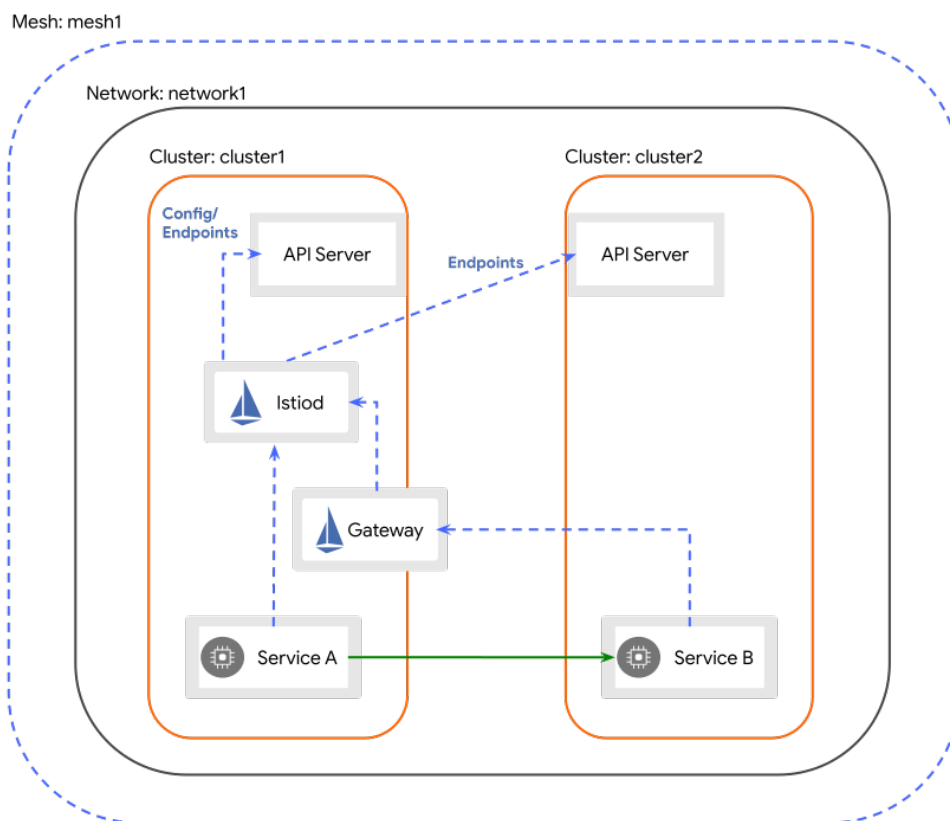 Mesh: mesh1
Network: network1
Cluster: cluster1
Cluster: cluster2
Config/
Endpoints
API Server
Endpoints
API Server
Istiod
Gateway
Service A
Service B